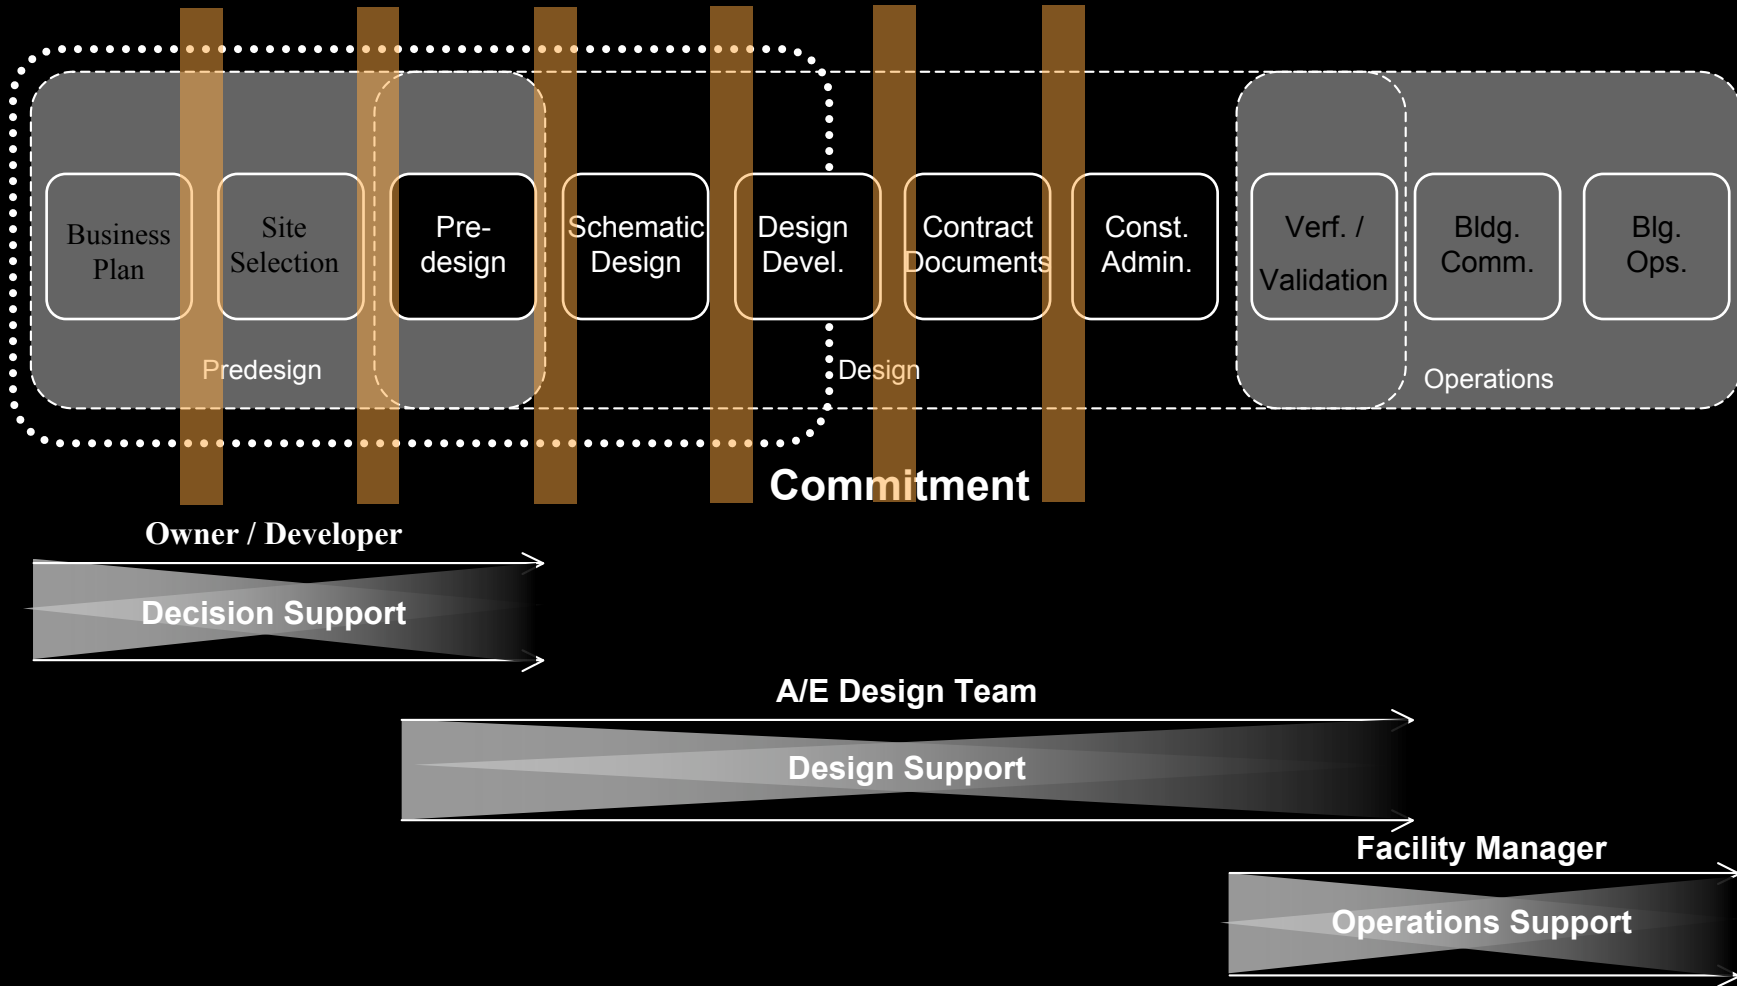 Business
Plan
Site
Selection
Pre-
design
Schematic
Design
Design
Devel.
Contract
Documents
Const.
Admin.
Verf. /
Validation
Bldg.
Comm.
Blg.
Ops.
Predesign
Design
Operations
Commitment
Owner / Developer
Decision Support
A/E Design Team
Design Support
Facility Manager
Operations Support